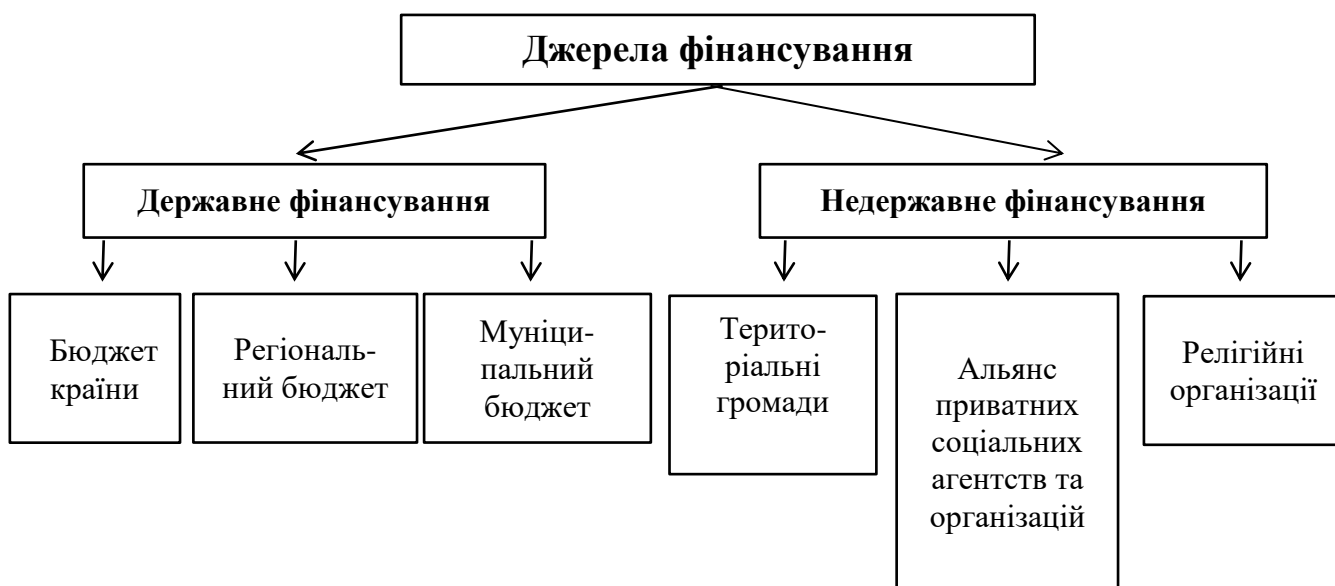 Джерела фінансування
Державне фінансування
Недержавне фінансування
Бюджет
країни
Регіональ-
ний бюджет
Муніци-
пальний
бюджет
Терито-
ріальні
громади
Альянс
приватних
соціальних
агентств та
організацій
Релігійні
організації